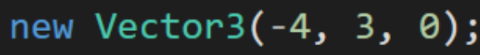 new Vector3(-4, 3, 0);